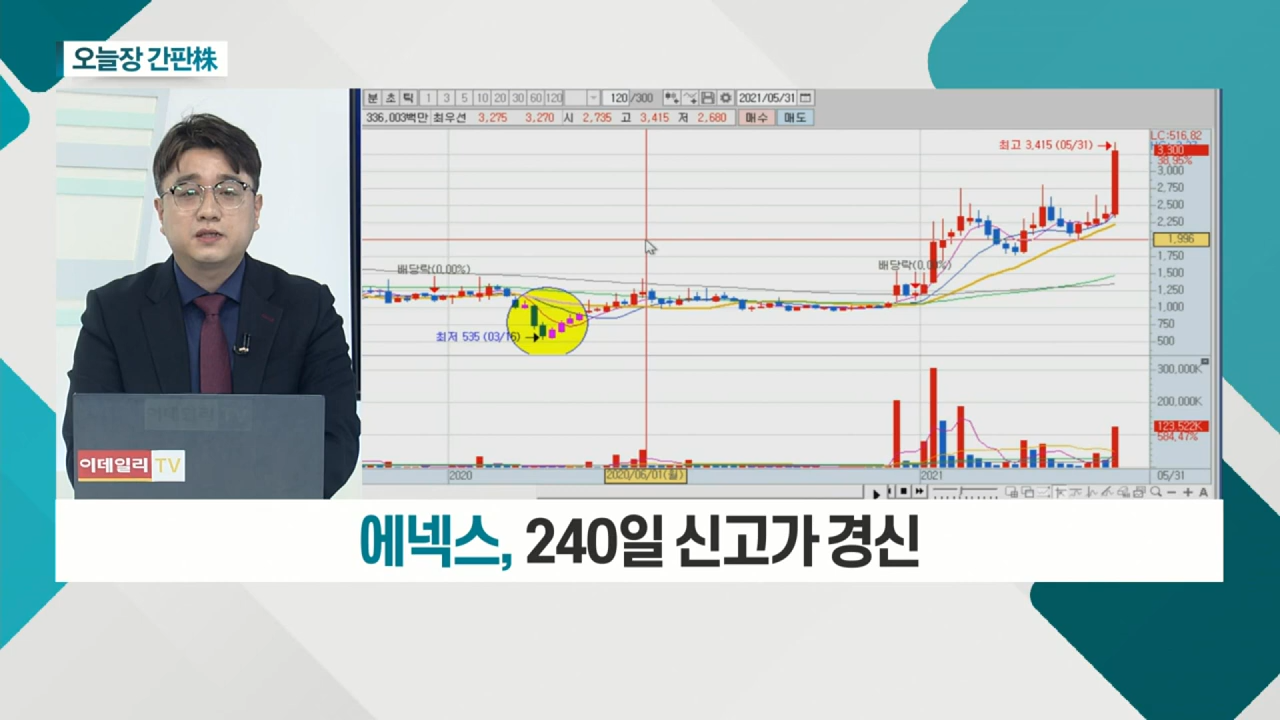 오늘장 간판株
분 초 틱 1 3 5 10 20 30 60 120 120 /300 2021/05/31
336,003백만 최우선 3,275 3,270 시 2,735 고 3,415 저 2,680 매수 매도
최고 3,415 (05/31)
LC:516,82
3,300
38,95%
3,000
2,750
2,500
2,250
1,996
1,750
1,500
1,250
1,000
750
500
배당락(0,00%)
배당락(0,00%)
최저 535 (03/16)
300,000K
200,000K
123,522K
584,47%
2020
2020/06/01(월)
2021
05/31
이데일리 TV
에넥스, 240일 신고가 경신